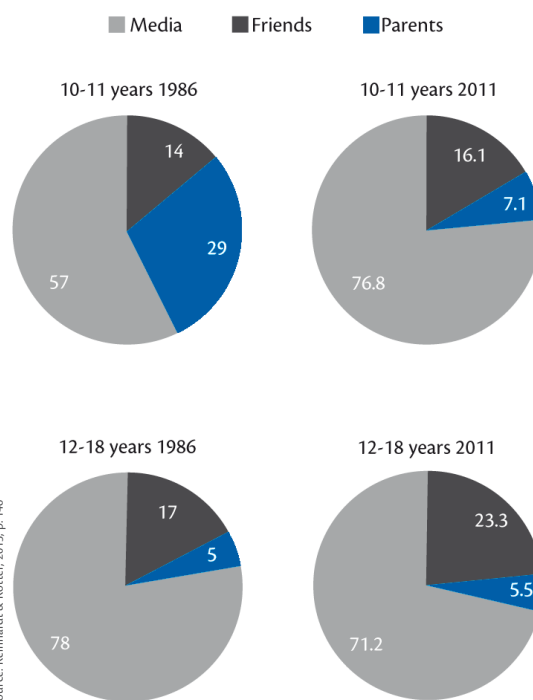 Media Friends Parents
10-11 years 1986 10-11 years 2011
14 16.1
29 7.1
57 76.8
12-18 years 1986 12-18 years 2011
17 23.3
5 5.5
78 71.2